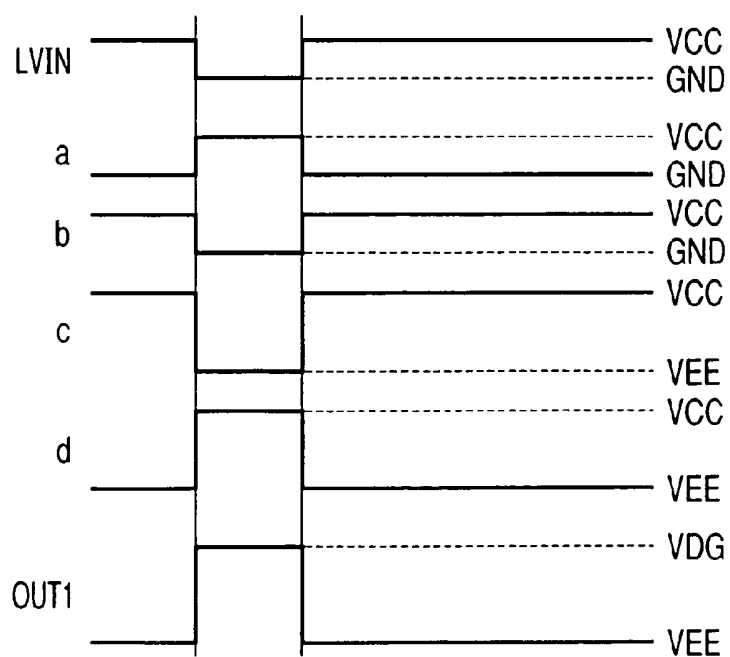 LVIN
VCC
GND
a
VCC
GND
b
VCC
GND
c
VCC
VEE
d
VCC
VEE
OUT1
VDG
VEE